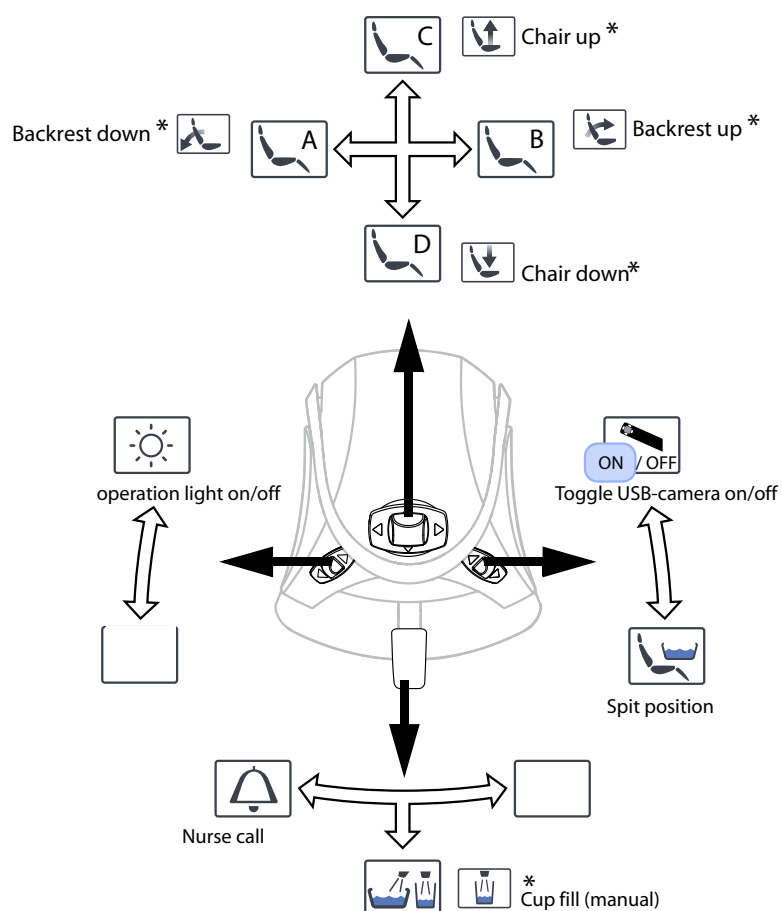 C
Chair up *
Backrest down *
A
B
Backrest up *
D
Chair down*
operation light on/off
ON / OFF
Toggle USB-camera on/off
Spit position
Nurse call
*
Cup fill (manual)